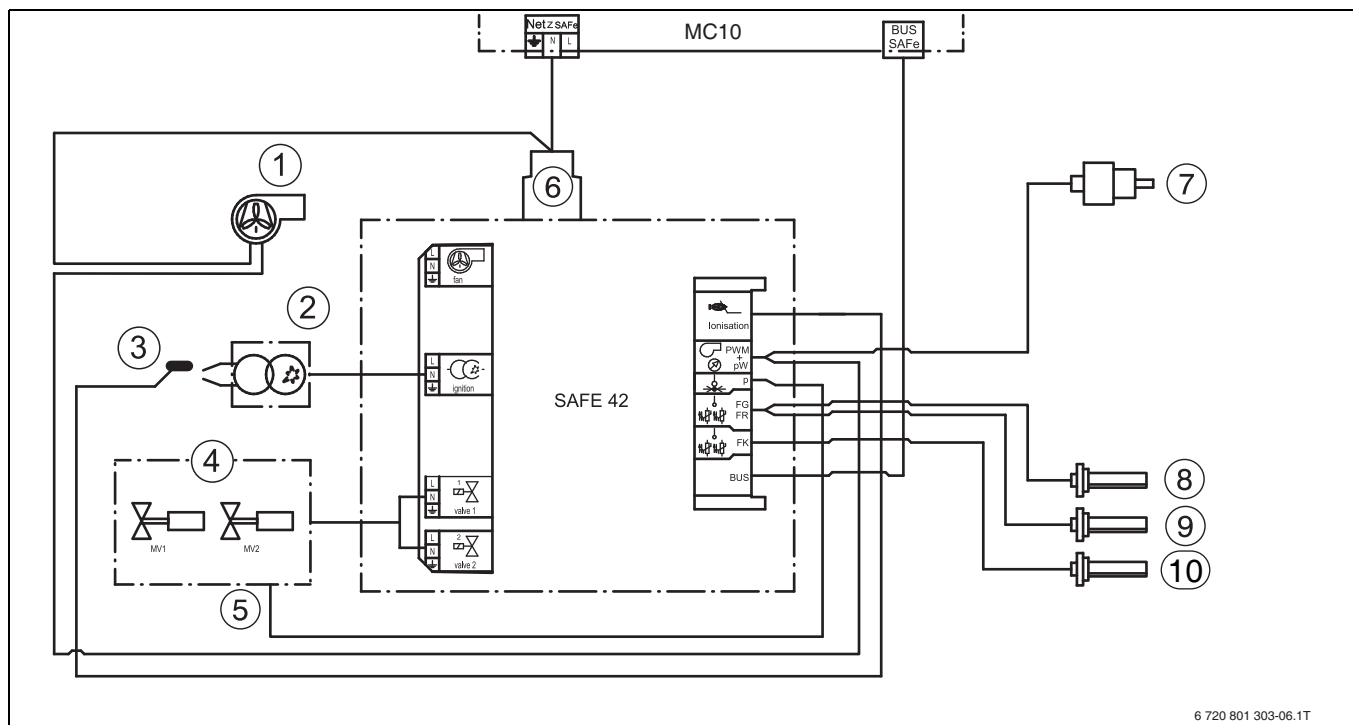 Netz SAFe
N L
MC10
BUS
SAFe
1
6
7
L
N
fan
2
3
L
N
ignition
SAFE 42
Ionisation
PWM
+
pW
p
FG
FR
FK
BUS
4
MV1
MV2
L
N
1
valve 1
L
N
2
valve 2
5
8
9
10
6 720 801 303-06.1T